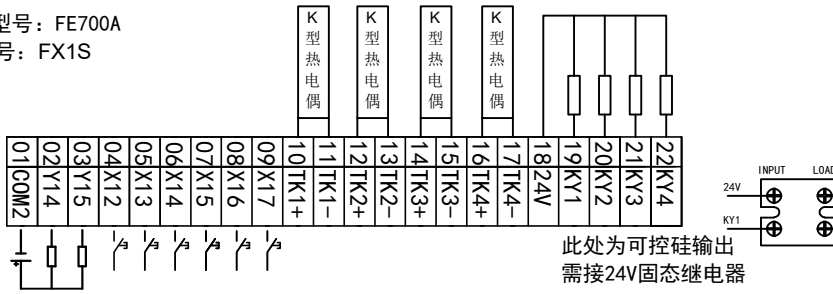 型号：FE700A
号：FX1S
K型热电偶
K型热电偶
K型热电偶
K型热电偶
01 COM2
02 Y14
03 Y15
04 X12
05 X13
06 X14
07 X15
08 X16
09 X17
10 TK1+
11 TK1-
12 TK2+
13 TK2-
14 TK3+
15 TK3-
16 TK4+
17 TK4-
18 24V
19 KY1
20 KY2
21 KY3
22 KY4
INPUT LOAD
24V
KY1
此处为可控硅输出
需接24V固态继电器